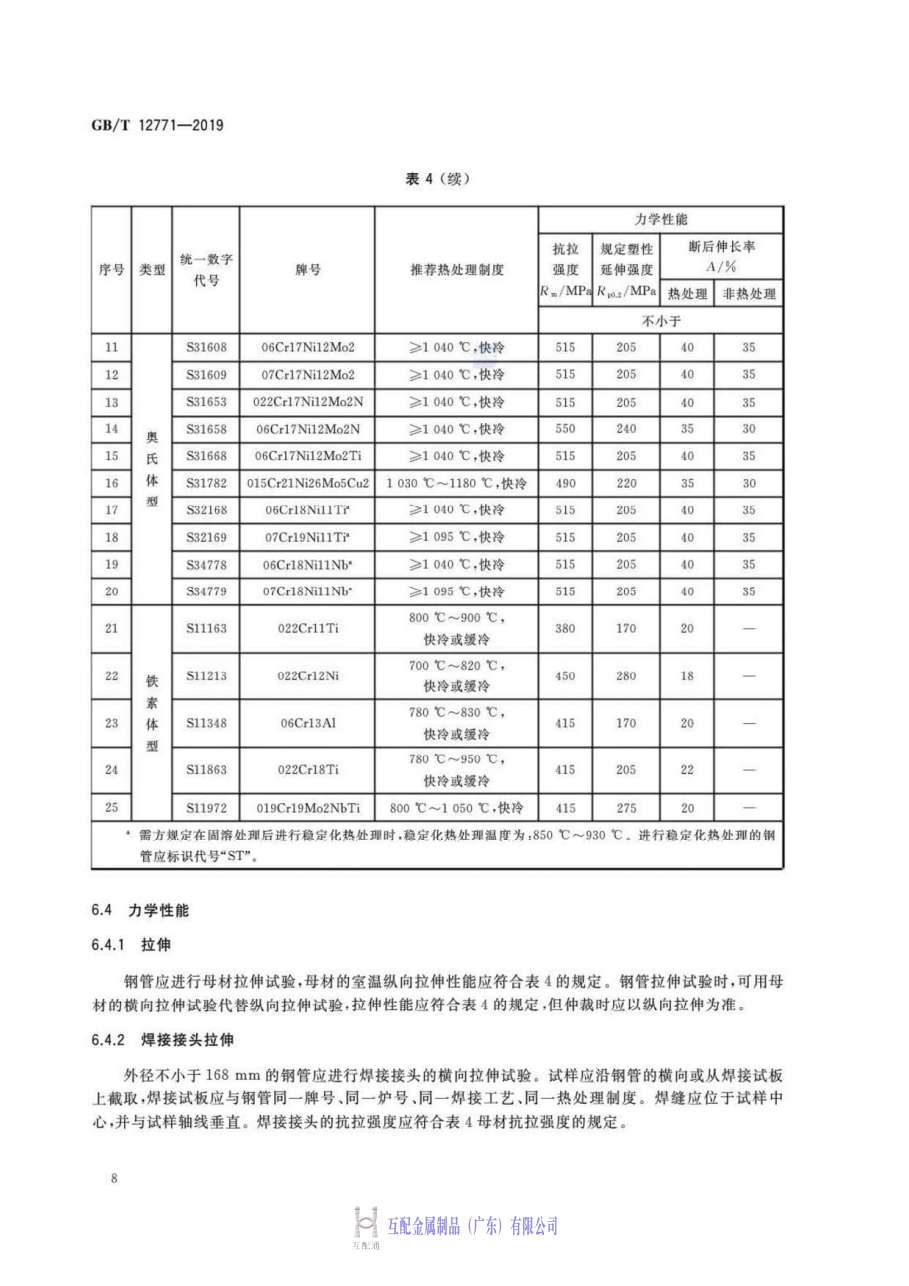 GB/T 12771—2019
表 4（续）
序号 类型 统一数字代号 牌号 推荐热处理制度 力学性能
抗拉强度 Rm/MPa 规定塑性延伸强度 Rp0.2/MPa 断后伸长率 A/%
热处理 非热处理
不小于
奥氏体型
11 S31608 06Cr17Ni12Mo2 ≥1 040 ℃,快冷 515 205 40 35
12 S31609 07Cr17Ni12Mo2 ≥1 040 ℃,快冷 515 205 40 35
13 S31653 022Cr17Ni12Mo2N ≥1 040 ℃,快冷 515 205 40 35
14 S31658 06Cr17Ni12Mo2N ≥1 040 ℃,快冷 550 240 35 30
15 S31668 06Cr17Ni12Mo2Ti ≥1 040 ℃,快冷 515 205 40 35
16 S31782 015Cr21Ni26Mo5Cu2 1 030 ℃～1180 ℃,快冷 490 220 35 30
17 S32168 06Cr18Ni11Tiᵃ ≥1 040 ℃,快冷 515 205 40 35
18 S32169 07Cr19Ni11Tiᵃ ≥1 095 ℃,快冷 515 205 40 35
19 S34778 06Cr18Ni11Nbᵃ ≥1 040 ℃,快冷 515 205 40 35
20 S34779 07Cr18Ni11Nbᵃ ≥1 095 ℃,快冷 515 205 40 35
铁素体型
21 S11163 022Cr11Ti 800 ℃～900 ℃,快冷或缓冷 380 170 20 —
22 S11213 022Cr12Ni 700 ℃～820 ℃,快冷或缓冷 450 280 18 —
23 S11348 06Cr13Al 780 ℃～830 ℃,快冷或缓冷 415 170 20 —
24 S11863 022Cr18Ti 780 ℃～950 ℃,快冷或缓冷 415 205 22 —
25 S11972 019Cr19Mo2NbTi 800 ℃～1 050 ℃,快冷 415 275 20 —
ᵃ 需方规定在固溶处理后进行稳定化热处理时,稳定化热处理温度为:850 ℃～930 ℃。进行稳定化热处理的钢
管应标识代号“ST”。
6.4 力学性能
6.4.1 拉伸
钢管应进行母材拉伸试验,母材的室温纵向拉伸性能应符合表 4 的规定。钢管拉伸试验时,可用母
材的横向拉伸试验代替纵向拉伸试验,拉伸性能应符合表 4 的规定,但仲裁时应以纵向拉伸为准。
6.4.2 焊接接头拉伸
外径不小于 168 mm 的钢管应进行焊接接头的横向拉伸试验。试样应沿钢管的横向或从焊接试板
上截取,焊接试板应与钢管同一牌号、同一炉号、同一焊接工艺、同一热处理制度。焊缝应位于试样中
心,并与试样轴线垂直。焊接接头的抗拉强度应符合表 4 母材抗拉强度的规定。
8
互配通
互配金属制品（广东）有限公司